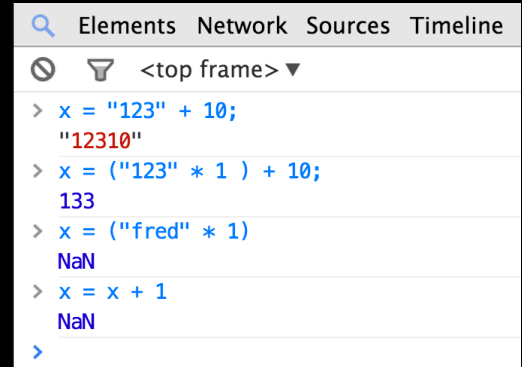 Elements Network Sources Timeline
<top frame> ▼
> x = "123" + 10;
"12310"
> x = ("123" * 1 ) + 10;
133
> x = ("fred" * 1)
NaN
> x = x + 1
NaN
>